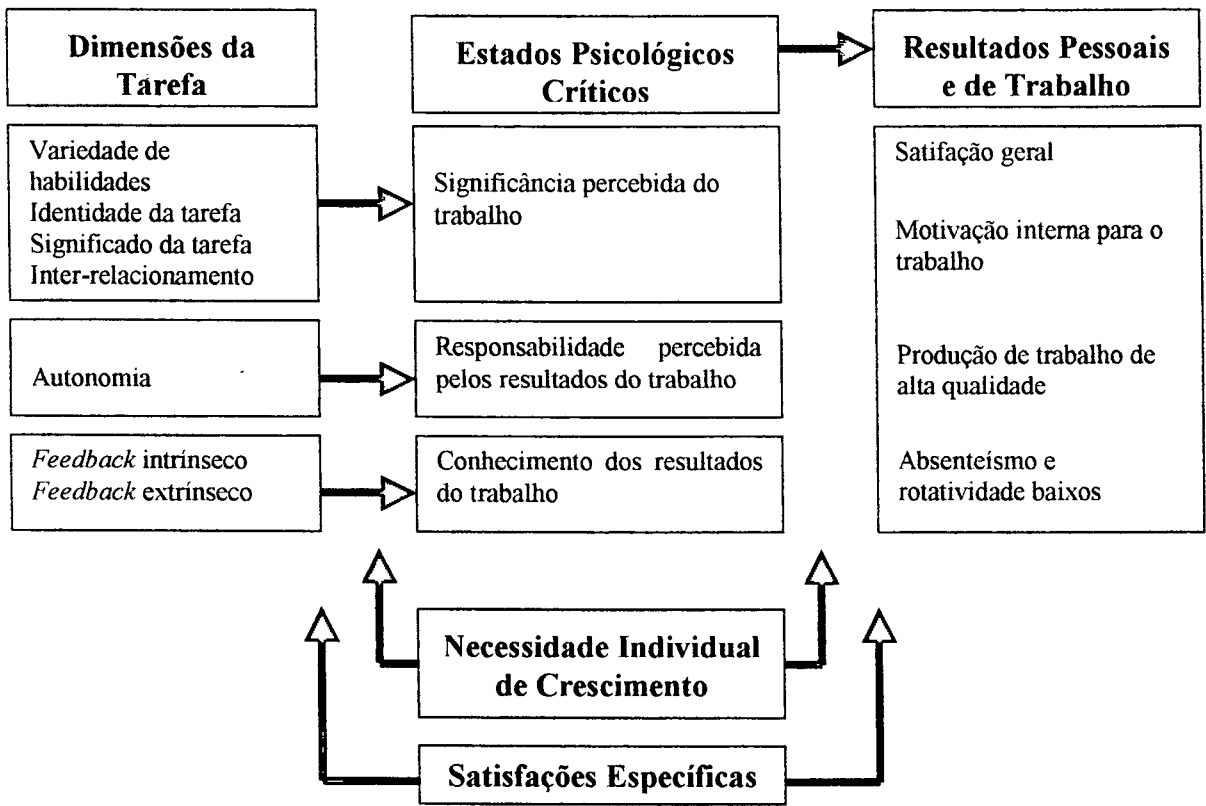 Dimensões da
Tarefa
Estados Psicológicos
Críticos
Resultados Pessoais
e de Trabalho
Variedade de
habilidades
Identidade da tarefa
Significado da tarefa
Inter-relacionamento
Significância percebida do
trabalho
Autonomia
Responsabilidade percebida
pelos resultados do trabalho
Feedback intrínseco
Feedback extrínseco
Conhecimento dos resultados
do trabalho
Satifação geral
Motivação interna para o
trabalho
Produção de trabalho de
alta qualidade
Absenteísmo e
rotatividade baixos
Necessidade Individual
de Crescimento
Satisfações Específicas